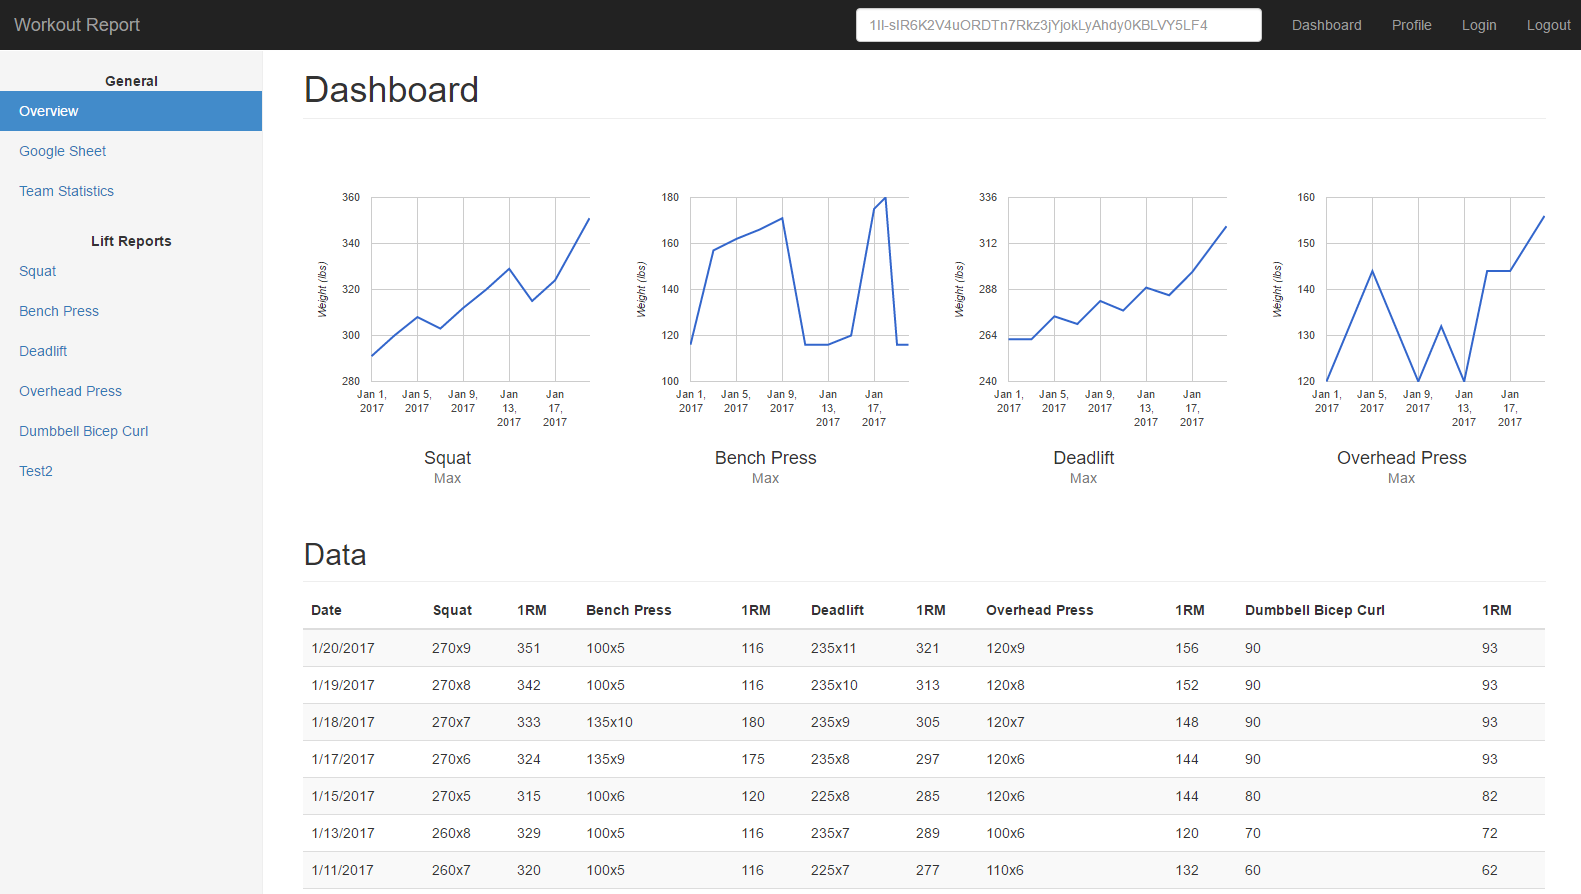 Workout Report
1Il-sIR6K2V4uORDTn7Rkz3jYjokLyAhdy0KBLVY5LF4
Dashboard Profile Login Logout
General
Overview
Google Sheet
Team Statistics
Lift Reports
Squat
Bench Press
Deadlift
Overhead Press
Dumbbell Bicep Curl
Test2
Dashboard
Weight (lbs)
360
340
320
300
280
Jan 1, 2017
Jan 5, 2017
Jan 9, 2017
Jan 13, 2017
Jan 17, 2017
Squat
Max
Weight (lbs)
180
160
140
120
100
Jan 1, 2017
Jan 5, 2017
Jan 9, 2017
Jan 13, 2017
Jan 17, 2017
Bench Press
Max
Weight (lbs)
336
312
288
264
240
Jan 1, 2017
Jan 5, 2017
Jan 9, 2017
Jan 13, 2017
Jan 17, 2017
Deadlift
Max
Weight (lbs)
160
150
140
130
120
Jan 1, 2017
Jan 5, 2017
Jan 9, 2017
Jan 13, 2017
Jan 17, 2017
Overhead Press
Max
Data
Date Squat 1RM Bench Press 1RM Deadlift 1RM Overhead Press 1RM Dumbbell Bicep Curl 1RM
1/20/2017 270x9 351 100x5 116 235x11 321 120x9 156 90 93
1/19/2017 270x8 342 100x5 116 235x10 313 120x8 152 90 93
1/18/2017 270x7 333 135x10 180 235x9 305 120x7 148 90 93
1/17/2017 270x6 324 135x9 175 235x8 297 120x6 144 90 93
1/15/2017 270x5 315 100x6 120 225x8 285 120x6 144 80 82
1/13/2017 260x8 329 100x5 116 235x7 289 100x6 120 70 72
1/11/2017 260x7 320 100x5 116 225x7 277 110x6 132 60 62